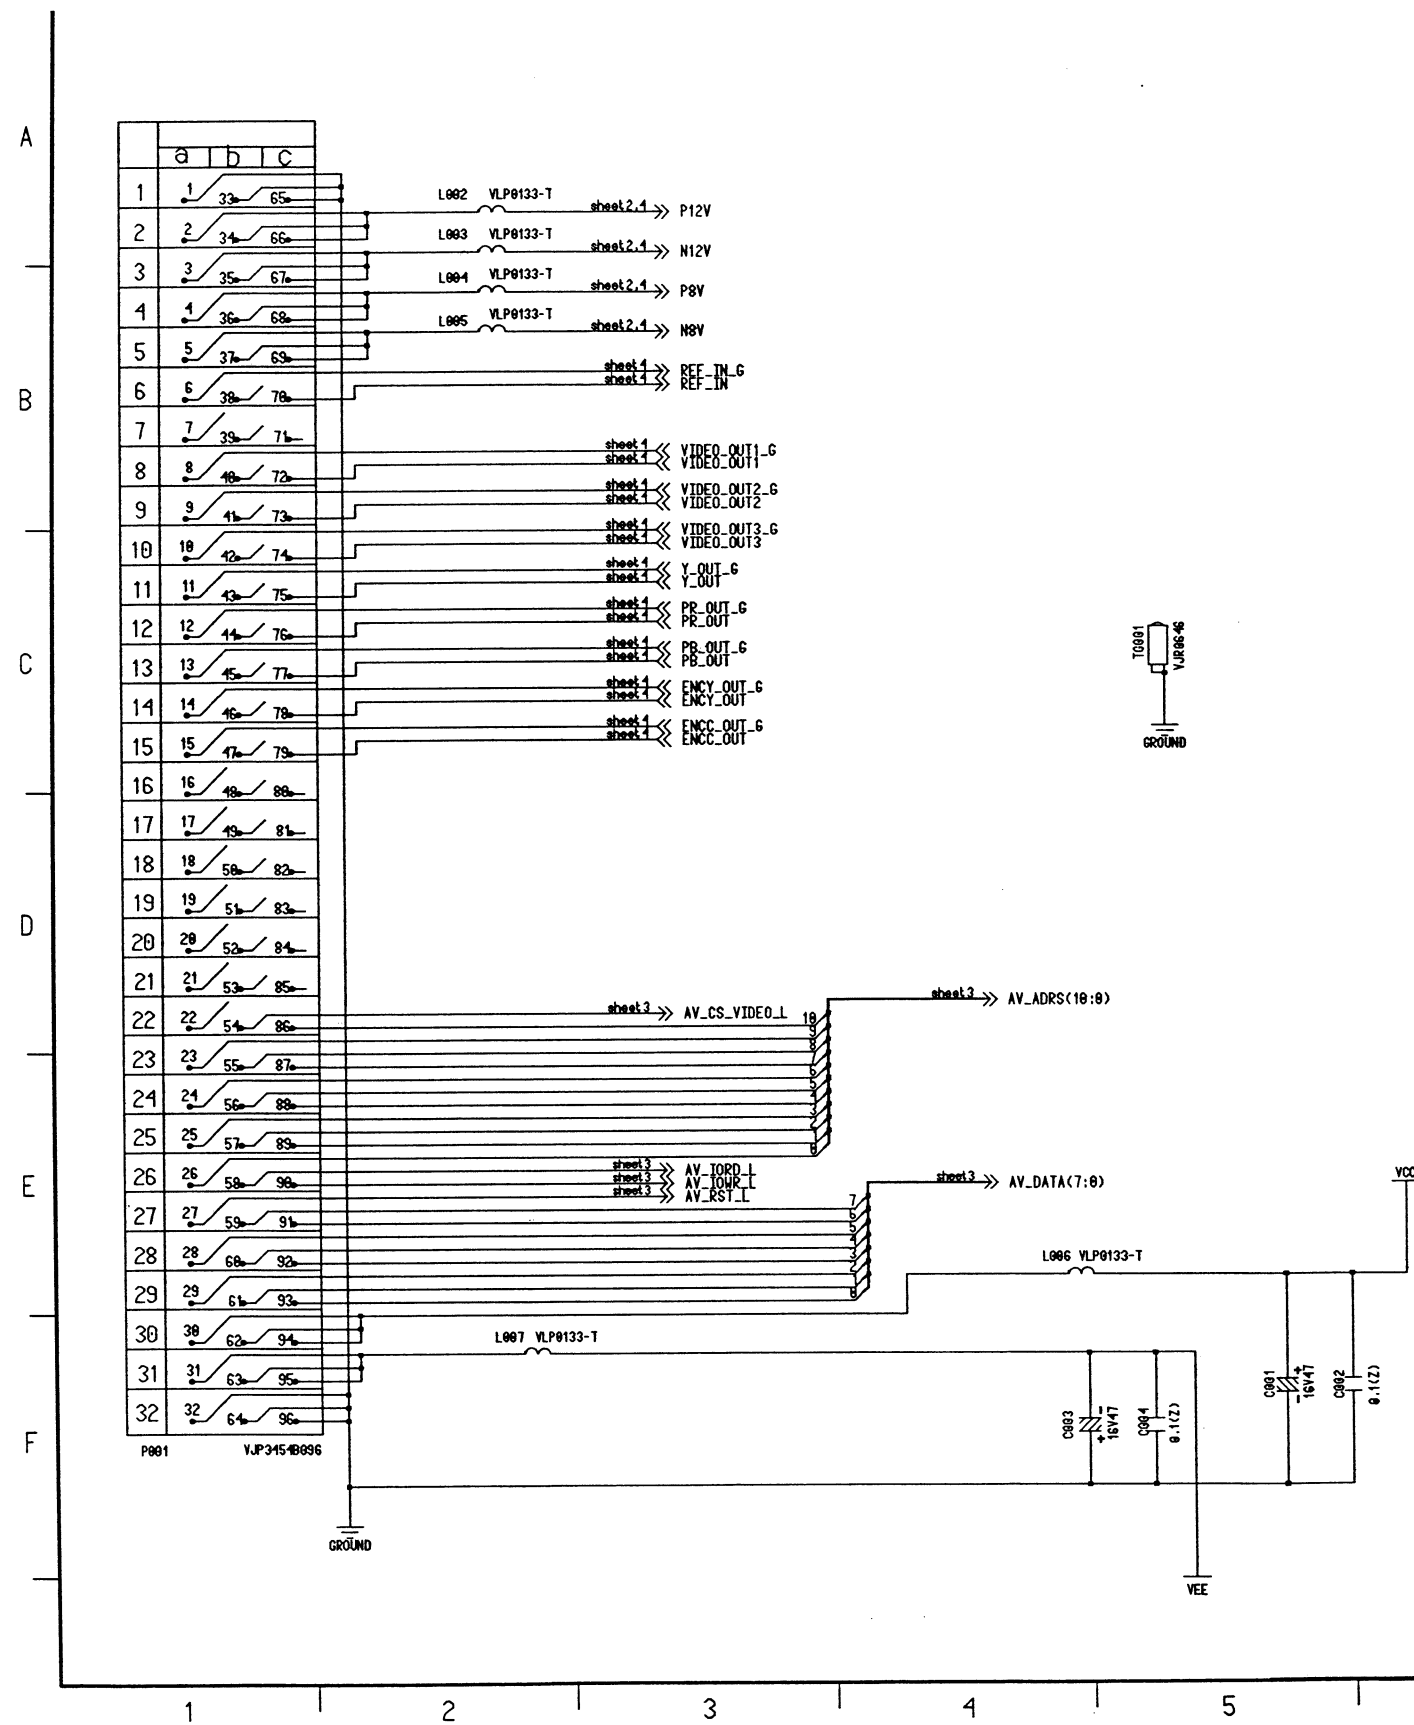 A
a b c
1 1 33 65
L002 VLP0133-T sheet2,4 P12V
2 2 34 66
L003 VLP0133-T sheet2,4 N12V
3 3 35 67
L004 VLP0133-T sheet2,4 P8V
4 4 36 68
L005 VLP0133-T sheet2,4 N8V
5 5 37 69
sheet4 REF_IN_G
B
6 6 38 70
sheet4 REF_IN
7 7 39 71
sheet4 VIDEO_OUT1_G
8 8 40 72
sheet4 VIDEO_OUT1
sheet4 VIDEO_OUT2_G
9 9 41 73
sheet4 VIDEO_OUT2
sheet4 VIDEO_OUT3_G
10 10 42 74
sheet4 VIDEO_OUT3
sheet4 Y_OUT_G
11 11 43 75
sheet4 Y_OUT
sheet4 PR_OUT_G
12 12 44 76
sheet4 PR_OUT
sheet4 PB_OUT_G
C
13 13 45 77
sheet4 PB_OUT
TG001
VJR0646
GROUND
sheet4 ENCY_OUT_G
14 14 46 78
sheet4 ENCY_OUT
sheet4 ENCC_OUT_G
15 15 47 79
sheet4 ENCC_OUT
16 16 48 80
17 17 49 81
18 18 50 82
19 19 51 83
D
20 20 52 84
21 21 53 85
sheet3 AV_ADRS(10:0)
22 22 54 86
sheet3 AV_CS_VIDEO_L
10
9
8
23 23 55 87
7
6
5
24 24 56 88
4
3
25 25 57 89
0
26 26 58 90
E
sheet3 AV_IORD_L
sheet3 AV_IOWR_L
sheet3 AV_RST_L
sheet3 AV_DATA(7:0)
27 27 59 91
7
6
5
28 28 60 92
4
3
2
29 29 61 93
1
0
L006 VLP0133-T
30 30 62 94
L007 VLP0133-T
31 31 63 95
32 32 64 96
P001 VJP3454B096
F
C003 - + 16V47
C004 0.1(Z)
C001 + - 16V47
C002 0.1(Z)
GROUND
VEE
1 2 3 4 5